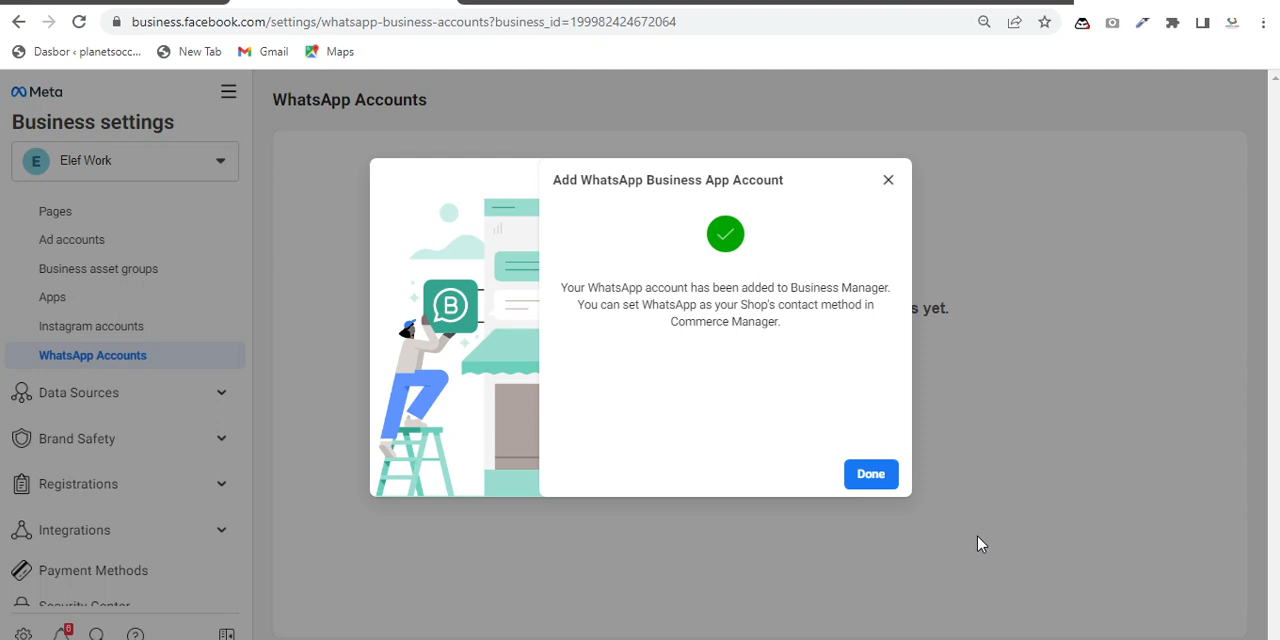 business.facebook.com/settings/whatsapp-business-accounts?business_id=199982424672064
Dasbor ‹ planetsocc...
New Tab
Gmail
Maps
Meta
Business settings
E
Elef Work
Pages
Ad accounts
Business asset groups
Apps
Instagram accounts
WhatsApp Accounts
Data Sources
Brand Safety
Registrations
Integrations
Payment Methods
Security Center
6
WhatsApp Accounts
s yet.
Add WhatsApp Business App Account
B
Your WhatsApp account has been added to Business Manager.
You can set WhatsApp as your Shop's contact method in
Commerce Manager.
Done